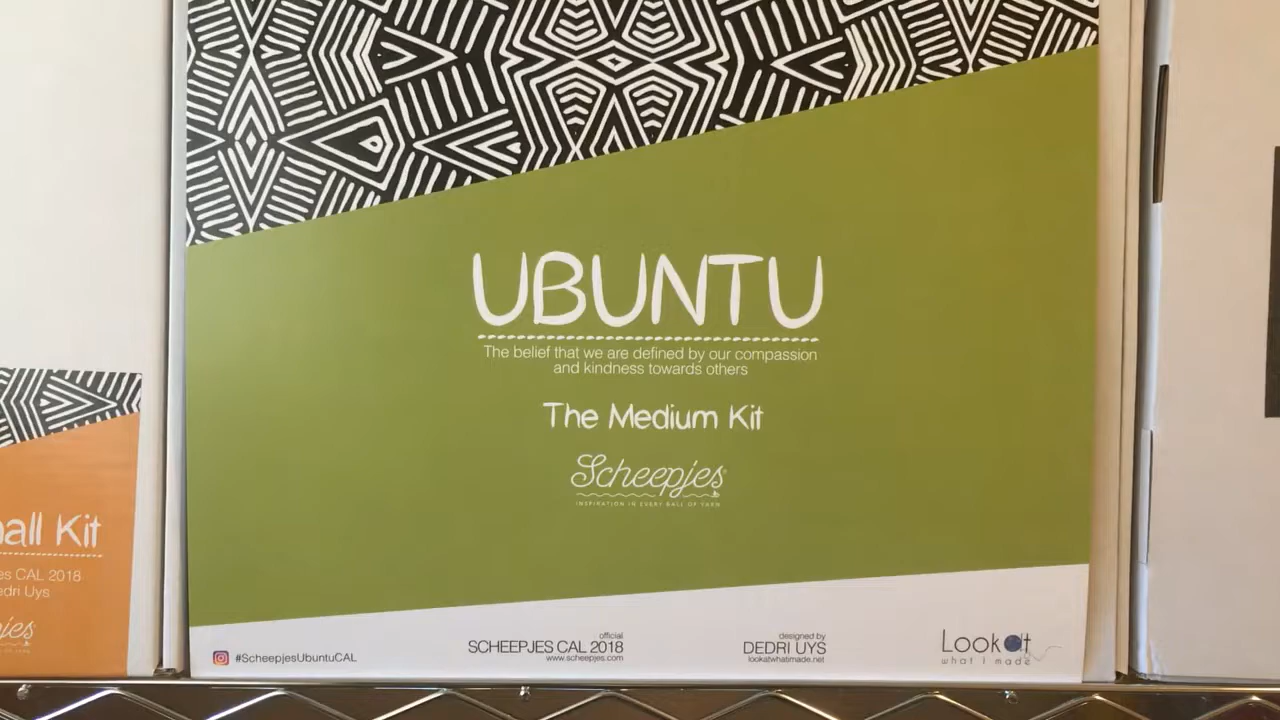 UBUNTU
The belief that we are defined by our compassion
and kindness towards others
The Medium Kit
Scheepjes
INSPIRATION IN EVERY BALL OF YARN
#ScheepjesUbuntuCAL
official
SCHEEPJES CAL 2018
www.scheepjes.com
designed by
DEDRI UYS
lookatwhatimade.net
Look at
what I made
all Kit
es CAL 2018
edri Uys
jes